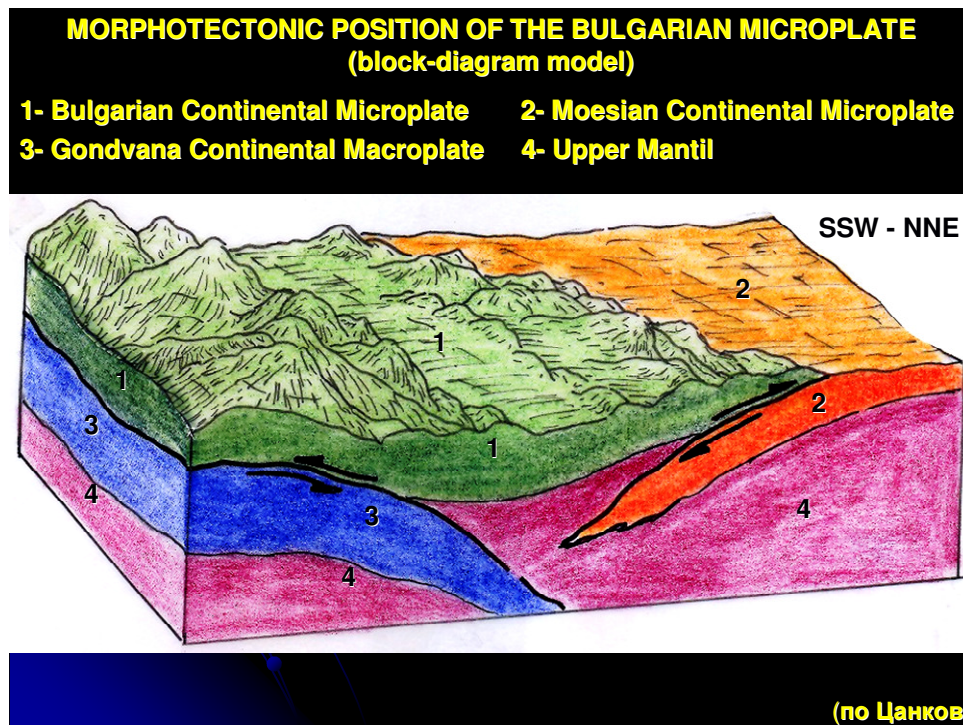 MORPHOTECTONIC POSITION OF THE BULGARIAN MICROPLATE
(block-diagram model)
1- Bulgarian Continental Microplate 2- Moesian Continental Microplate
3- Gondvana Continental Macroplate 4- Upper Mantil
SSW - NNE
2
1
1
2
3
1
4
4
3
4
(по Цанков